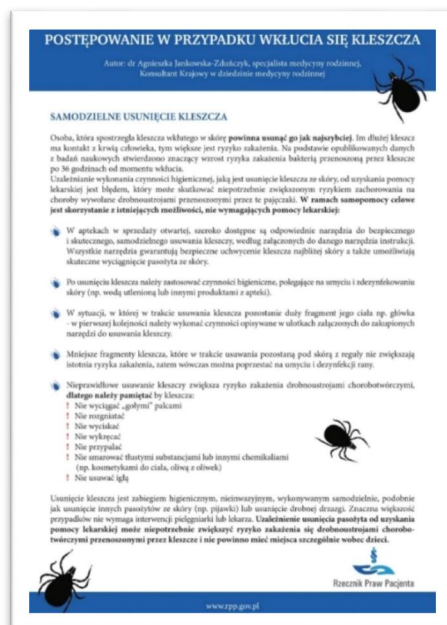 POSTĘPOWANIE W PRZYPADKU WKŁUCIA SIĘ KLESZCZA
Autor: dr Agnieszka Jankowska-Zduńczyk, specjalista medycyny rodzinnej,
Konsultant Krajowy w dziedzinie medycyny rodzinnej
SAMODZIELNE USUNIĘCIE KLESZCZA
Osoba, która spostrzegła kleszcza wkłutego w skórę powinna usunąć go jak najszybciej. Im dłużej kleszcz
ma kontakt z krwią człowieka, tym większe jest ryzyko zakażenia. Na podstawie opublikowanych danych
z badań naukowych stwierdzono znaczący wzrost ryzyka zakażenia bakterią przenoszoną przez kleszcze
po 36 godzinach od momentu wkłucia.
Uzależnianie wykonania czynności higienicznej, jaką jest usunięcie kleszcza ze skóry, od uzyskania pomocy
lekarskiej jest błędem, który może skutkować niepotrzebnie zwiększonym ryzykiem zachorowania na
choroby wywołane drobnoustrojami przenoszonymi przez te pajęczaki. W ramach samopomocy celowe
jest skorzystanie z istniejących możliwości, nie wymagających pomocy lekarskiej:
W aptekach w sprzedaży otwartej, szeroko dostępne są odpowiednie narzędzia do bezpiecznego
i skutecznego, samodzielnego usuwania kleszczy, według załączonych do danego narzędzia instrukcji.
Wszystkie narzędzia gwarantują bezpieczne uchwycenie kleszcza najbliżej skóry a także umożliwiają
skuteczne wyciągnięcie pasożyta ze skóry.
Po usunięciu kleszcza należy zastosować czynności higieniczne, polegające na umyciu i zdezynfekowaniu
skóry (np. wodą utlenioną lub innymi produktami z apteki).
W sytuacji, w której w trakcie usuwania kleszcza pozostanie duży fragment jego ciała np. główka
- w pierwszej kolejności należy wykonać czynności opisywane w ulotkach załączonych do zakupionych
narzędzi do usuwania kleszczy.
Mniejsze fragmenty kleszcza, które w trakcie usuwania pozostaną pod skórą z reguły nie zwiększają
istotnia ryzyka zakażenia, zatem wówczas można poprzestać na umyciu i dezynfekcji rany.
Nieprawidłowe usuwanie kleszczy zwiększa ryzyko zakażenia drobnoustrojami chorobotwórczymi,
dlatego należy pamiętać by kleszcza:
! Nie wyciągać „gołymi” palcami
! Nie rozgniatać
! Nie wyciskać
! Nie wykręcać
! Nie przypalać
! Nie smarować tłustymi substancjami lub innymi chemikaliami
(np. kosmetykami do ciała, oliwą z oliwek)
! Nie usuwać igłą
Usunięcie kleszcza jest zabiegiem higienicznym, nieinwazyjnym, wykonywanym samodzielnie, podobnie
jak usunięcie innych pasożytów ze skóry (np. pijawki) lub usunięcie drobnej drzazgi. Znaczna większość
przypadków nie wymaga interwencji pielęgniarki lub lekarza. Uzależnienie usunięcia pasożyta od uzyskania
pomocy lekarskiej może niepotrzebnie zwiększyć ryzyko zakażenia się drobnoustrojami chorobo-
twórczymi przenoszonymi przez kleszcze i nie powinno mieć miejsca szczególnie wobec dzieci.
Rzecznik Praw Pacjenta
www.rpp.gov.pl